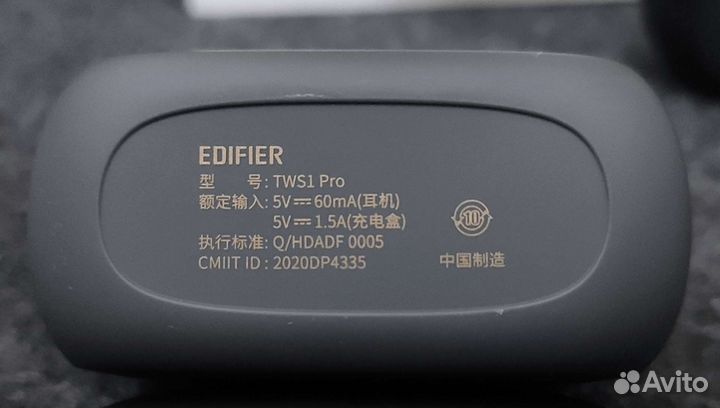 EDIFIER
型 号: TWS1 Pro
额定输入: 5V⎓60mA(耳机)
5V⎓1.5A(充电盒)
执行标准: Q/HDADF 0005
CMIIT ID : 2020DP4335
10
中国制造
Avito